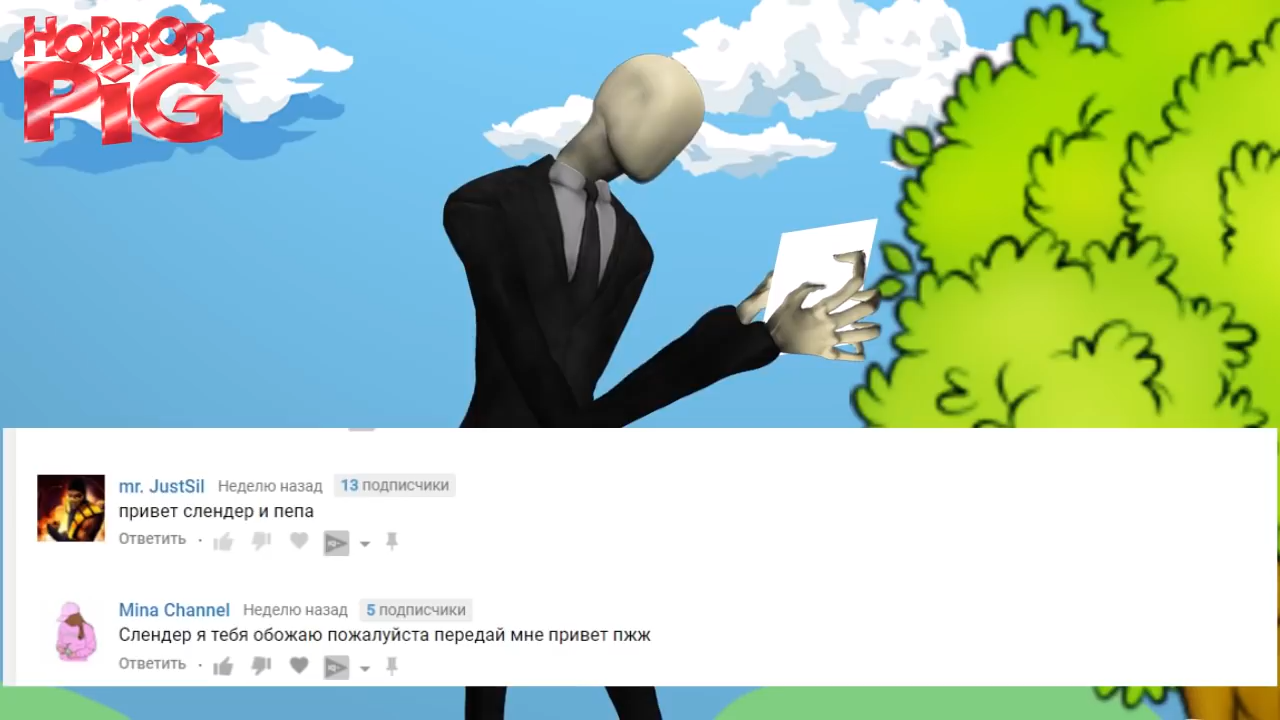 HORROR
PiG
mr. JustSil Неделю назад 13 подписчики
привет слендер и пепа
Ответить ·
Mina Channel Неделю назад 5 подписчики
Слендер я тебя обожаю пожалуйста передай мне привет пжж
Ответить ·